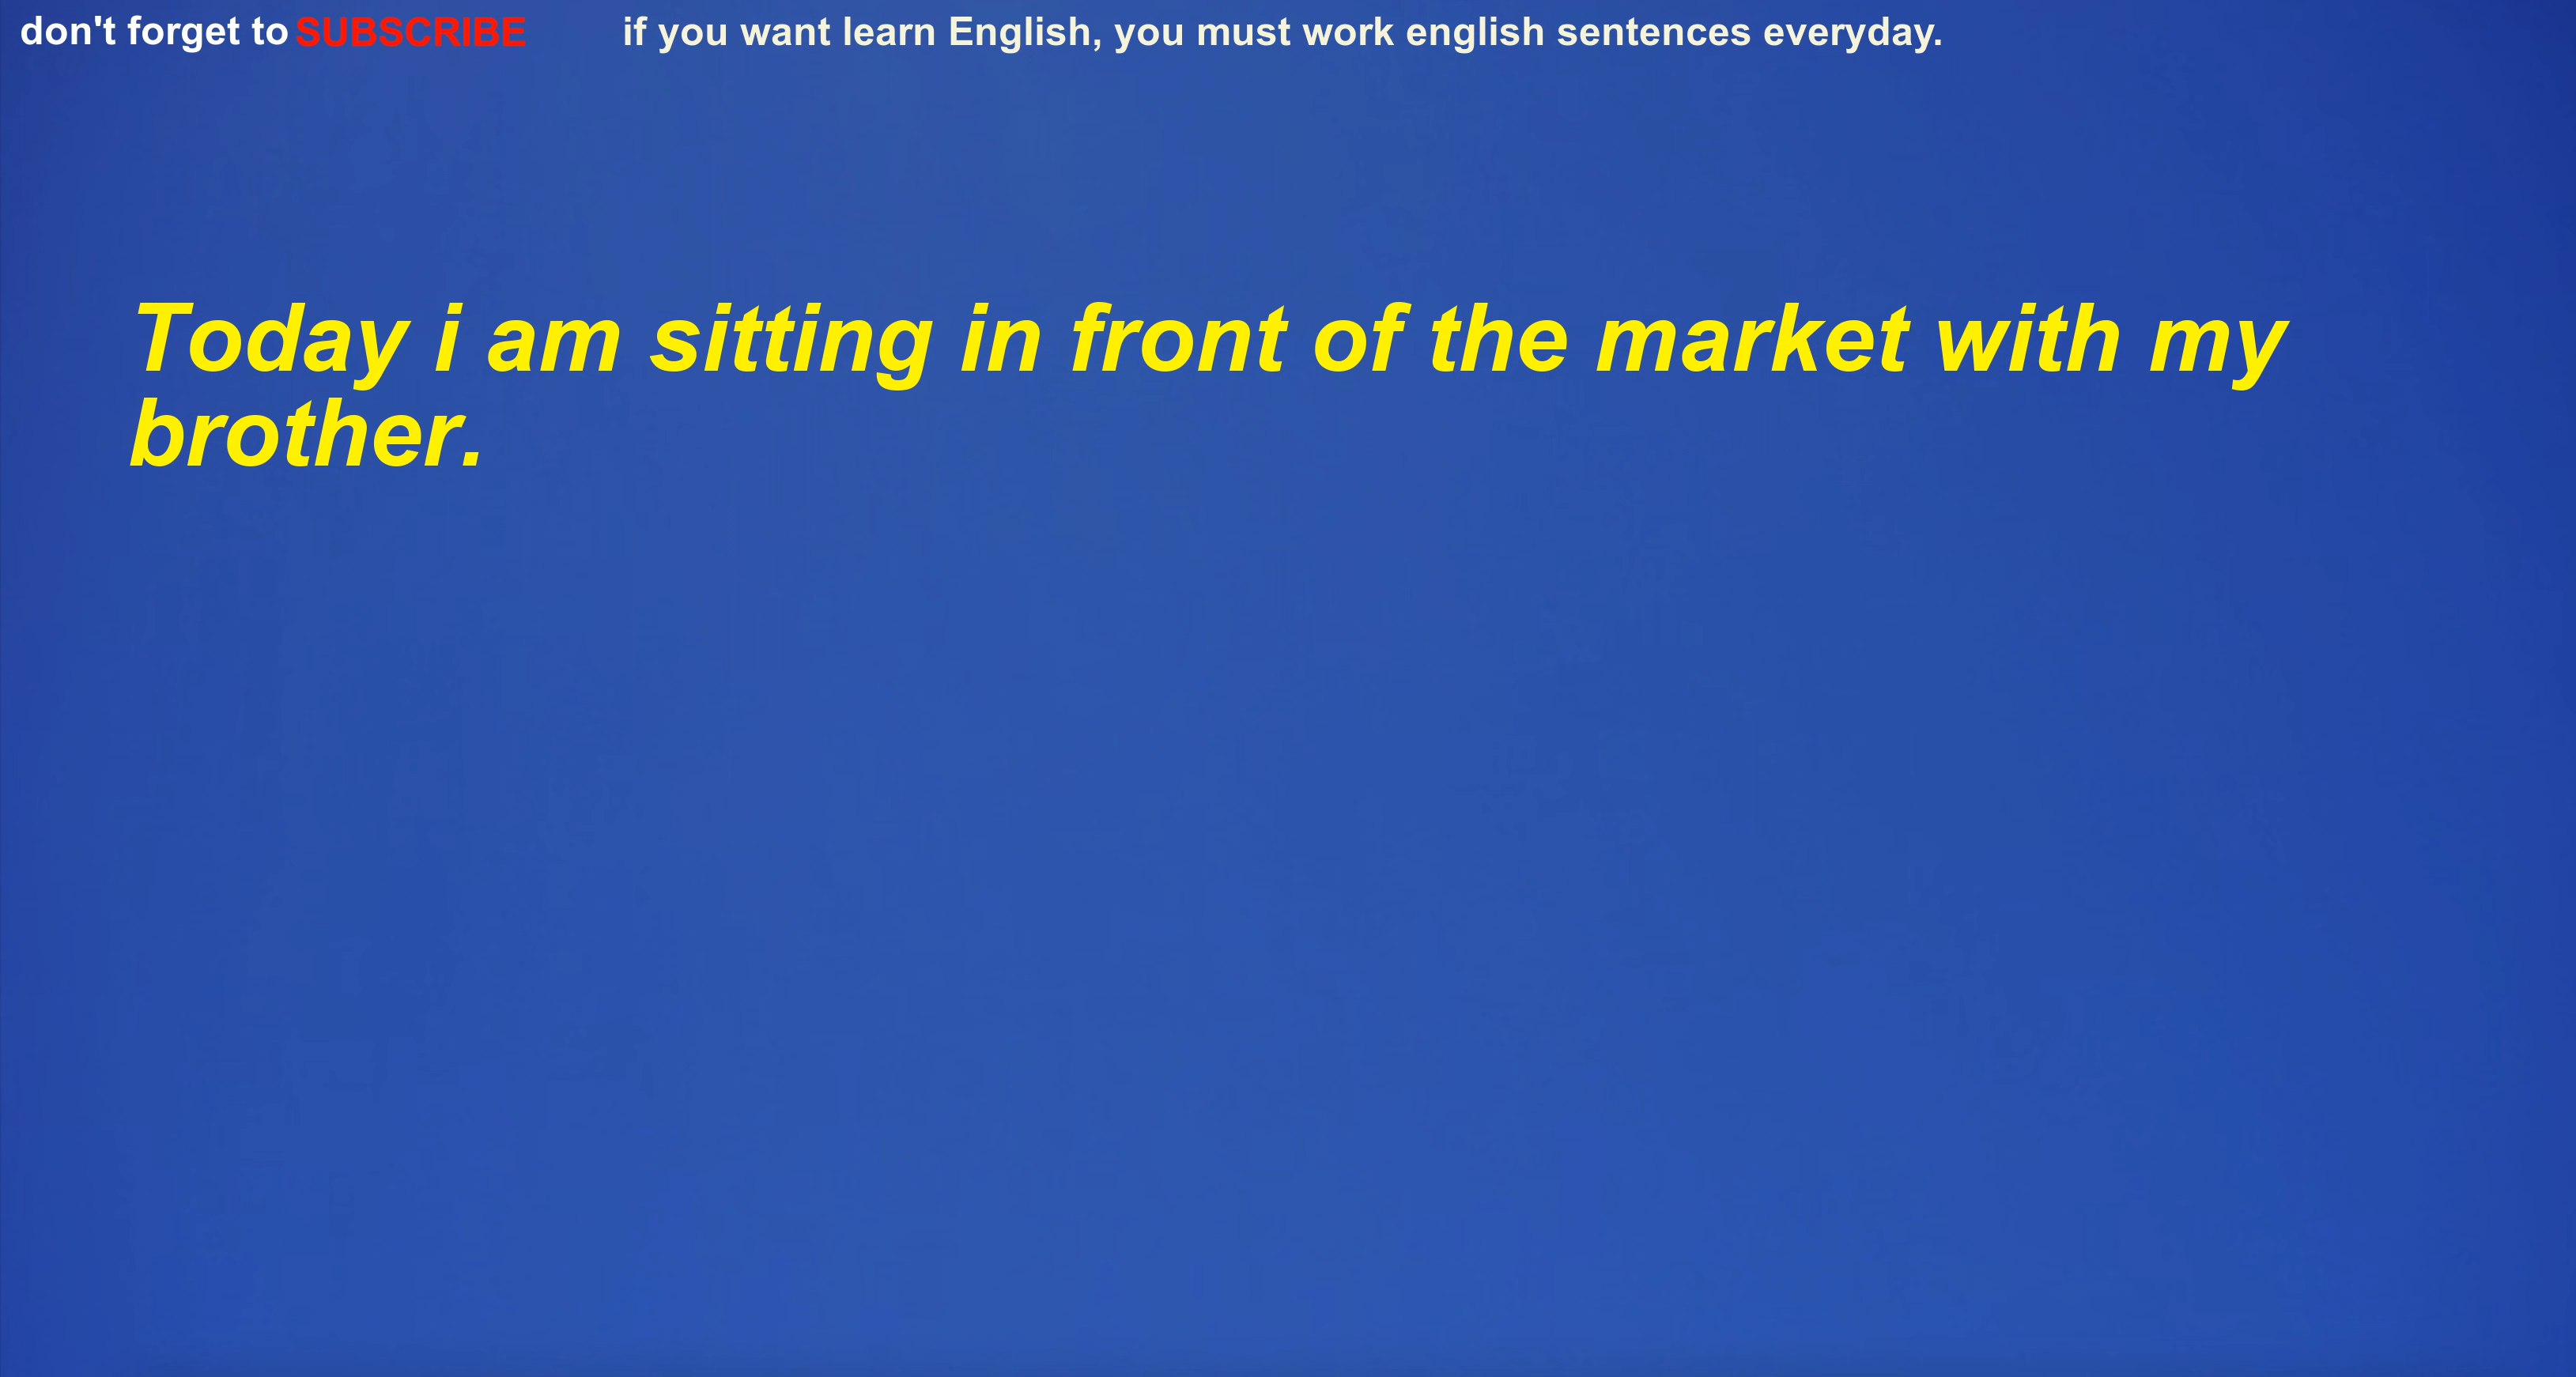 don't forget to SUBSCRIBE if you want learn English, you must work english sentences everyday.
Today i am sitting in front of the market with my
brother.